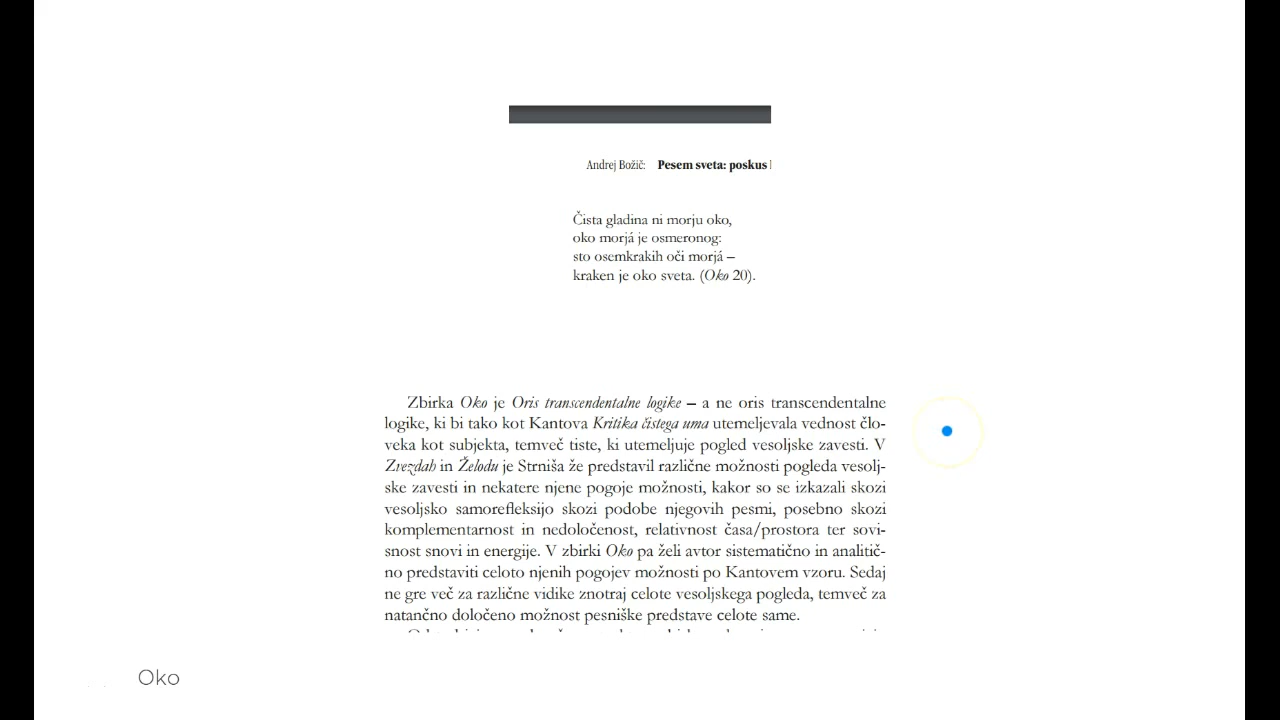 Andrej Božič: Pesem sveta: poskus
Čista gladina ni morju oko,
oko morjá je osmeronog:
sto osemkrakih oči morjá –
kraken je oko sveta. (Oko 20).
Zbirka Oko je Oris transcendentalne logike – a ne oris transcendentalne
logike, ki bi tako kot Kantova Kritika čistega uma utemeljevala vednost člo-
veka kot subjekta, temveč tiste, ki utemeljuje pogled vesoljske zavesti. V
Zvezdah in Želodu je Strniša že predstavil različne možnosti pogleda vesolj-
ske zavesti in nekatere njene pogoje možnosti, kakor so se izkazali skozi
vesoljsko samorefleksijo skozi podobe njegovih pesmi, posebno skozi
komplementarnost in nedoločenost, relativnost časa/prostora ter sovi-
snost snovi in energije. V zbirki Oko pa želi avtor sistematično in analitič-
no predstaviti celoto njenih pogojev možnosti po Kantovem vzoru. Sedaj
ne gre več za različne vidike znotraj celote vesoljskega pogleda, temveč za
natančno določeno možnost pesniške predstave celote same.
Oko